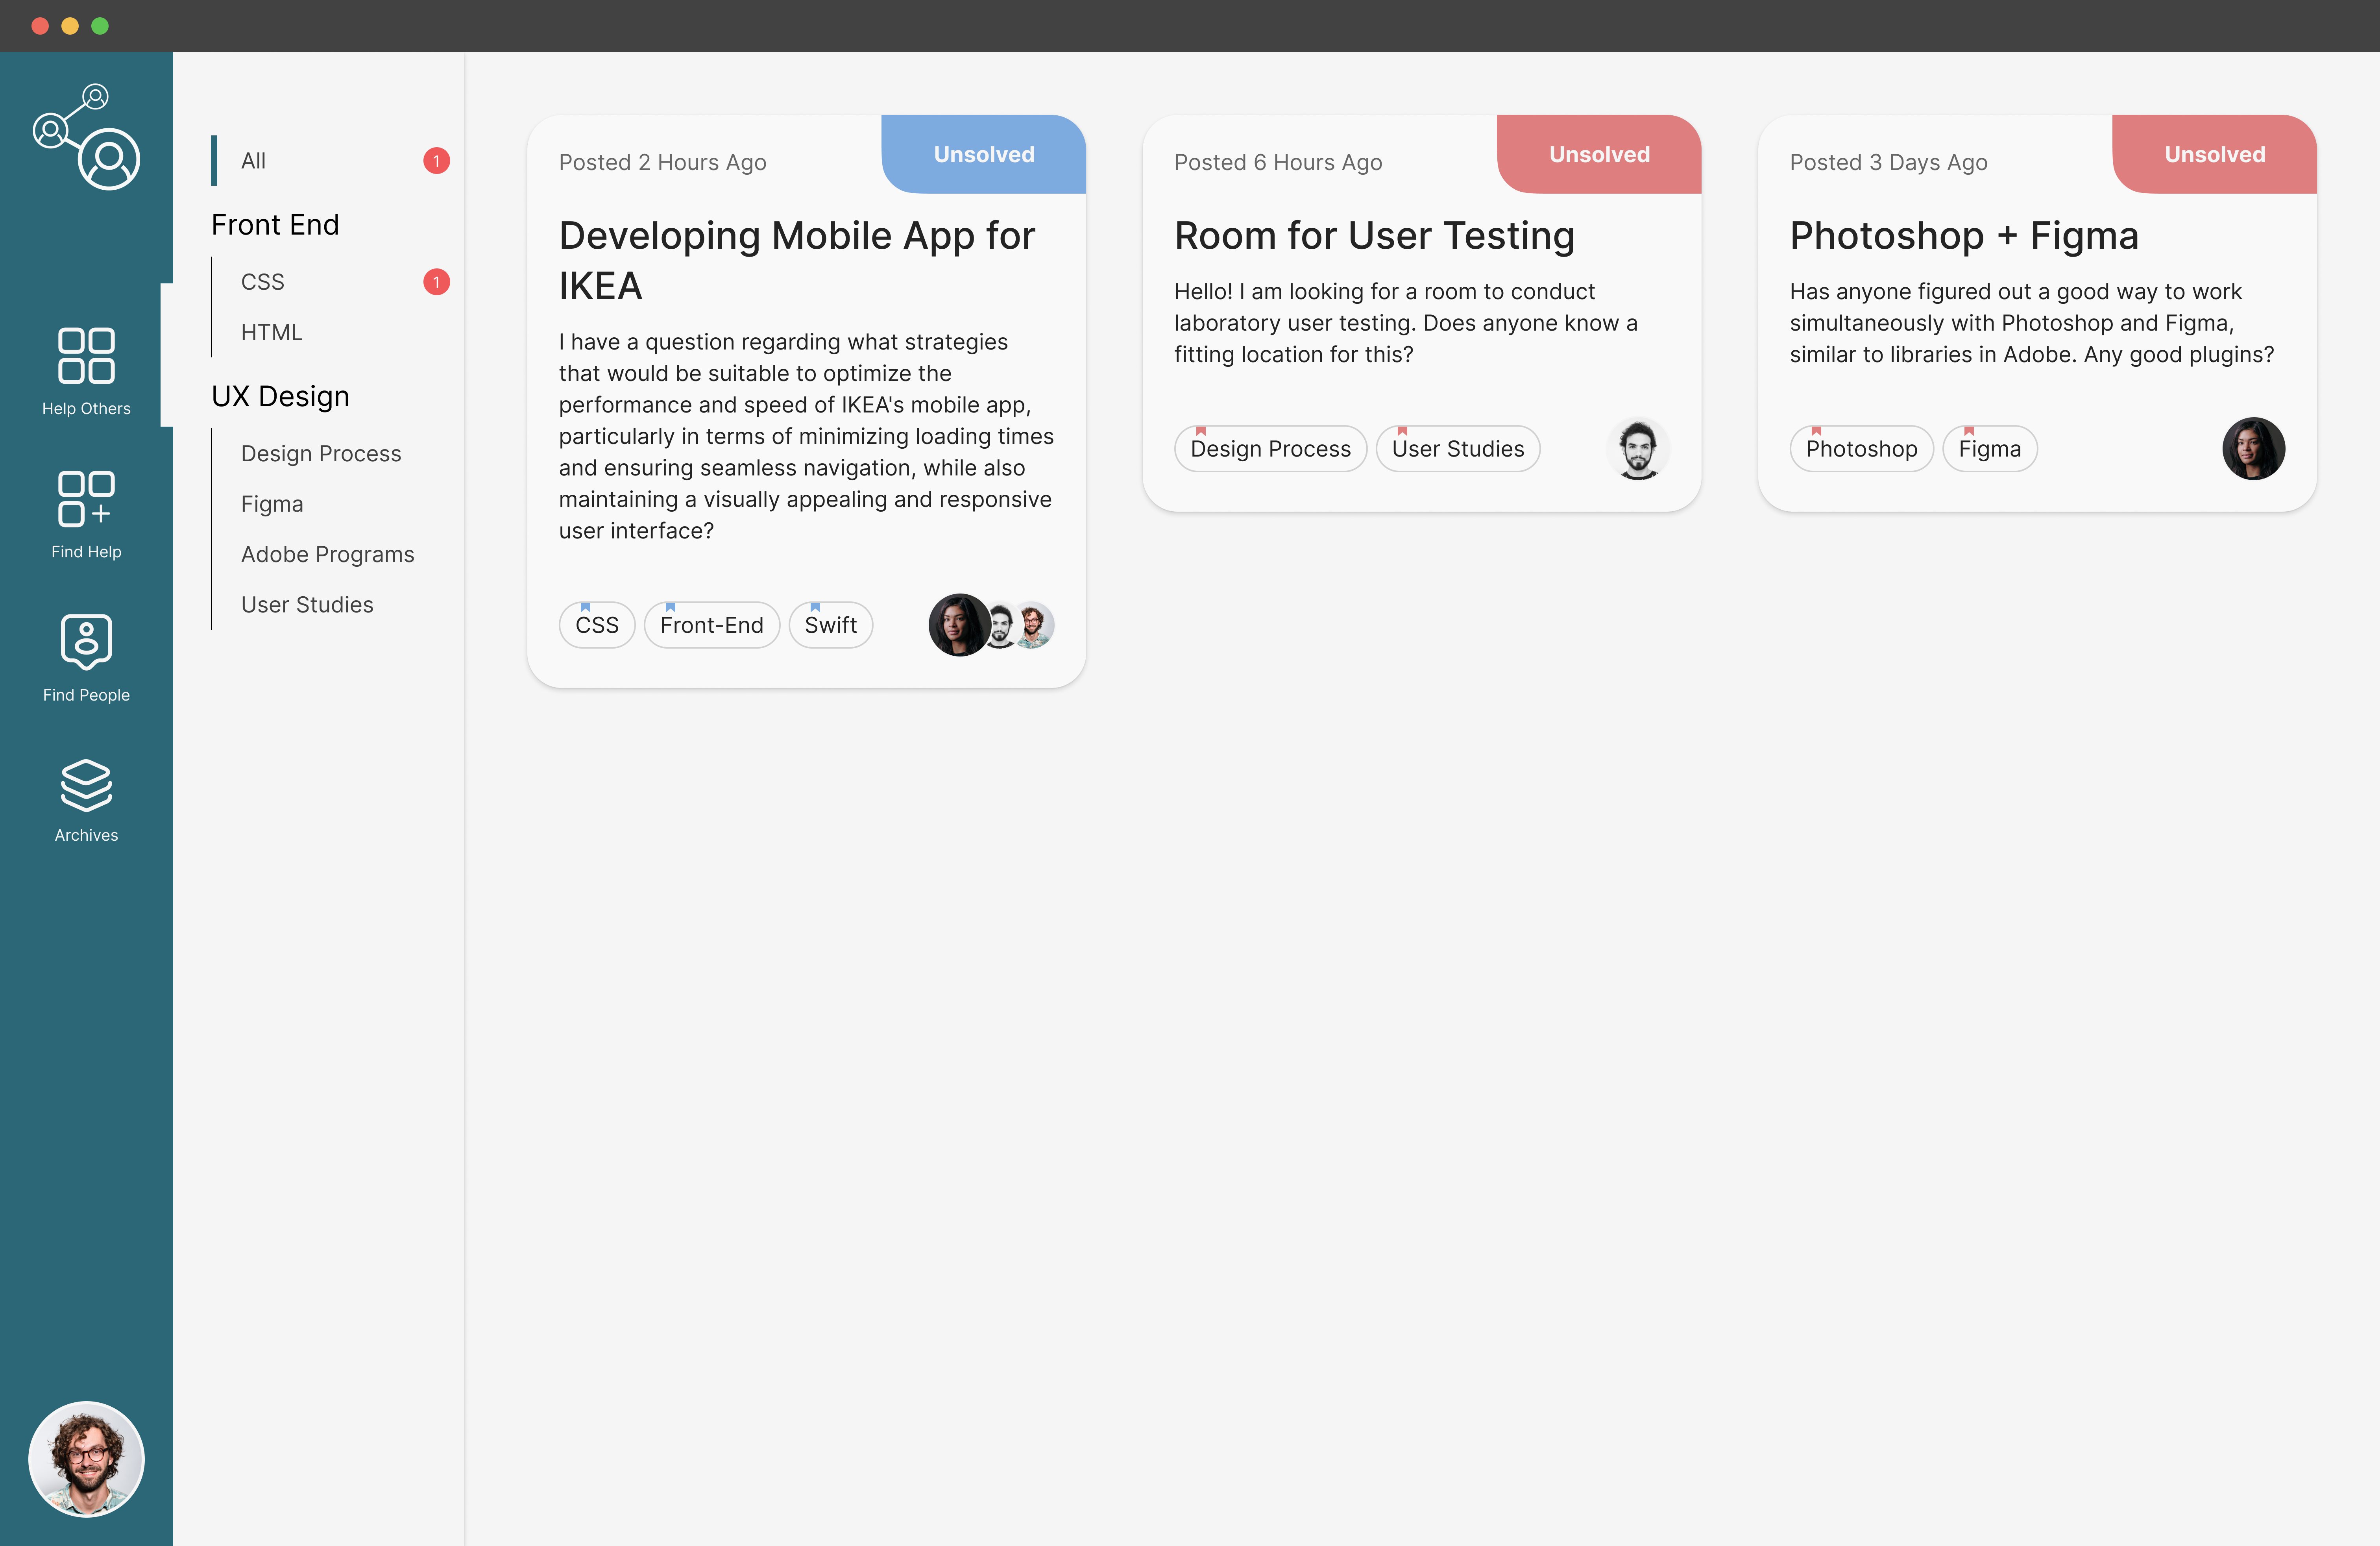 Help Others
Find Help
Find People
Archives
All 1
Front End
CSS 1
HTML
UX Design
Design Process
Figma
Adobe Programs
User Studies
Posted 2 Hours Ago
Unsolved
Developing Mobile App for
IKEA
I have a question regarding what strategies
that would be suitable to optimize the
performance and speed of IKEA's mobile app,
particularly in terms of minimizing loading times
and ensuring seamless navigation, while also
maintaining a visually appealing and responsive
user interface?
CSS Front-End Swift
Posted 6 Hours Ago
Unsolved
Room for User Testing
Hello! I am looking for a room to conduct
laboratory user testing. Does anyone know a
fitting location for this?
Design Process User Studies
Posted 3 Days Ago
Unsolved
Photoshop + Figma
Has anyone figured out a good way to work
simultaneously with Photoshop and Figma,
similar to libraries in Adobe. Any good plugins?
Photoshop Figma